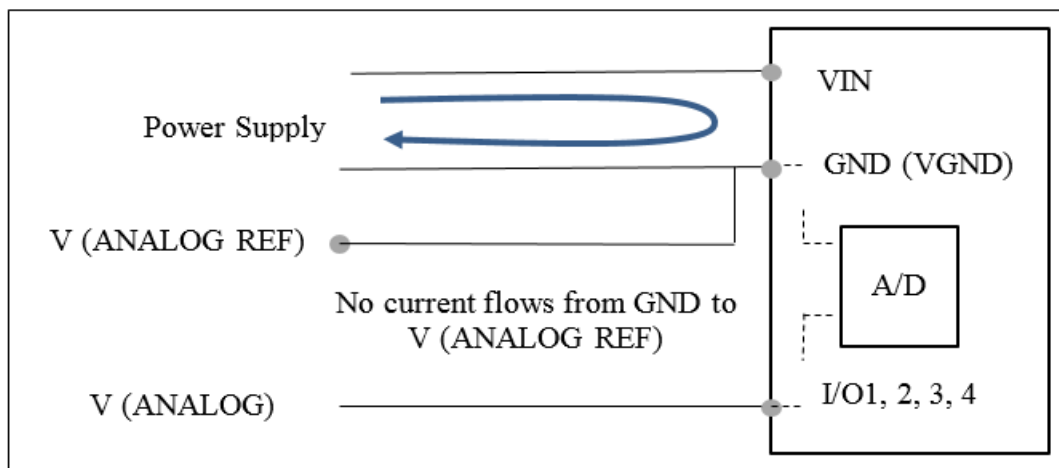 VIN
Power Supply
GND (VGND)
V (ANALOG REF)
A/D
No current flows from GND to
V (ANALOG REF)
V (ANALOG)
I/O1, 2, 3, 4